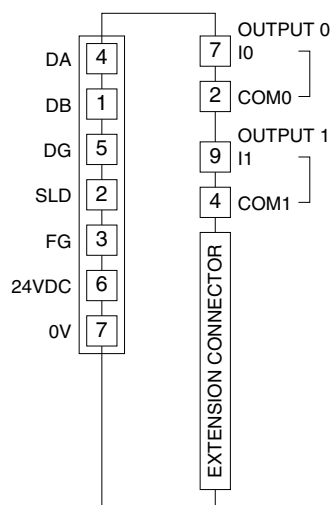 DA 4
DB 1
DG 5
SLD 2
FG 3
24VDC 6
0V 7
OUTPUT 0
7 I0
2 COM0
OUTPUT 1
9 I1
4 COM1
EXTENSION CONNECTOR